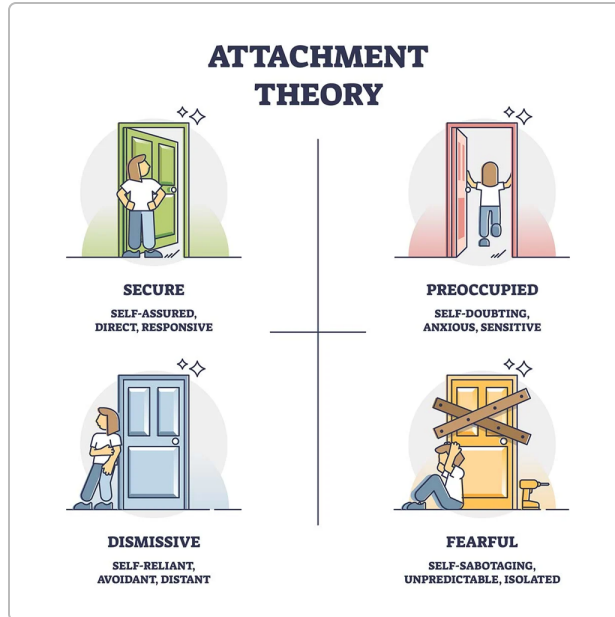 ATTACHMENT
THEORY
SECURE
SELF-ASSURED,
DIRECT, RESPONSIVE
PREOCCUPIED
SELF-DOUBTING,
ANXIOUS, SENSITIVE
DISMISSIVE
SELF-RELIANT,
AVOIDANT, DISTANT
FEARFUL
SELF-SABOTAGING,
UNPREDICTABLE, ISOLATED